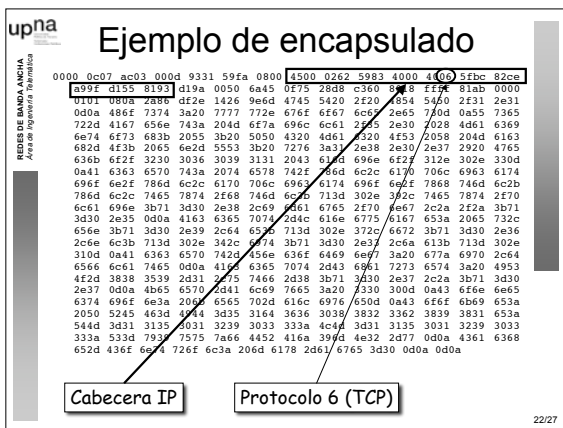 upna
REDES DE BANDA ANCHA
Área de Ingeniería Telemática
Ejemplo de encapsulado
0000 0c07 ac03 000d 9331 59fa 0800 4500 0262 5983 4000 4006 5fbc 82ce
a99f d155 8193 d19a 0050 6a45 0f75 28d8 c360 8018 ffff 81ab 0000
0101 080a 2a86 df2e 1426 9e6d 4745 5420 2f20 4854 5450 2f31 2e31
0d0a 486f 7374 3a20 7777 772e 676f 6f67 6c65 2e65 730d 0a55 7365
722d 4167 656e 743a 204d 6f7a 696c 6c61 2f35 2e30 2028 4d61 6369
6e74 6f73 683b 2055 3b20 5050 4320 4d61 6320 4f53 2058 204d 6163
682d 4f3b 2065 6e2d 5553 3b20 7276 3a31 2e38 2e30 2e37 2920 4765
636b 6f2f 3230 3036 3039 3131 2043 616d 696e 6f2f 312e 302e 330d
0a41 6363 6570 743a 2074 6578 742f 786d 6c2c 6170 706c 6963 6174
696f 6e2f 786d 6c2c 6170 706c 6963 6174 696f 6e2f 7868 746d 6c2b
786d 6c2c 7465 7874 2f68 746d 6c3b 713d 302e 392c 7465 7874 2f70
6c61 696e 3b71 3d30 2e38 2c69 6d61 6765 2f70 6e67 2c2a 2f2a 3b71
3d30 2e35 0d0a 4163 6365 7074 2d4c 616e 6775 6167 653a 2065 732c
656e 3b71 3d30 2e39 2c64 653b 713d 302e 372c 6672 3b71 3d30 2e36
2c6e 6c3b 713d 302e 342c 6974 3b71 3d30 2e33 2c6a 613b 713d 302e
310d 0a41 6363 6570 742d 456e 636f 6469 6e67 3a20 677a 6970 2c64
6566 6c61 7465 0d0a 4163 6365 7074 2d43 6861 7273 6574 3a20 4953
4f2d 3838 3539 2d31 2c75 7466 2d38 3b71 3d30 2e37 2c2a 3b71 3d30
2e37 0d0a 4b65 6570 2d41 6c69 7665 3a20 3330 300d 0a43 6f6e 6e65
6374 696f 6e3a 206b 6565 702d 616c 6976 650d 0a43 6f6f 6b69 653a
2050 5245 463d 4944 3d35 3164 3636 3038 3832 3362 3839 3831 653a
544d 3d31 3135 3031 3239 3033 333a 4c4d 3d31 3135 3031 3239 3033
333a 533d 7939 7575 7a66 4452 416a 396d 4e32 2d77 0d0a 4361 6368
652d 436f 6e74 726f 6c3a 206d 6178 2d61 6765 3d30 0d0a 0d0a
Cabecera IP
Protocolo 6 (TCP)
22/27